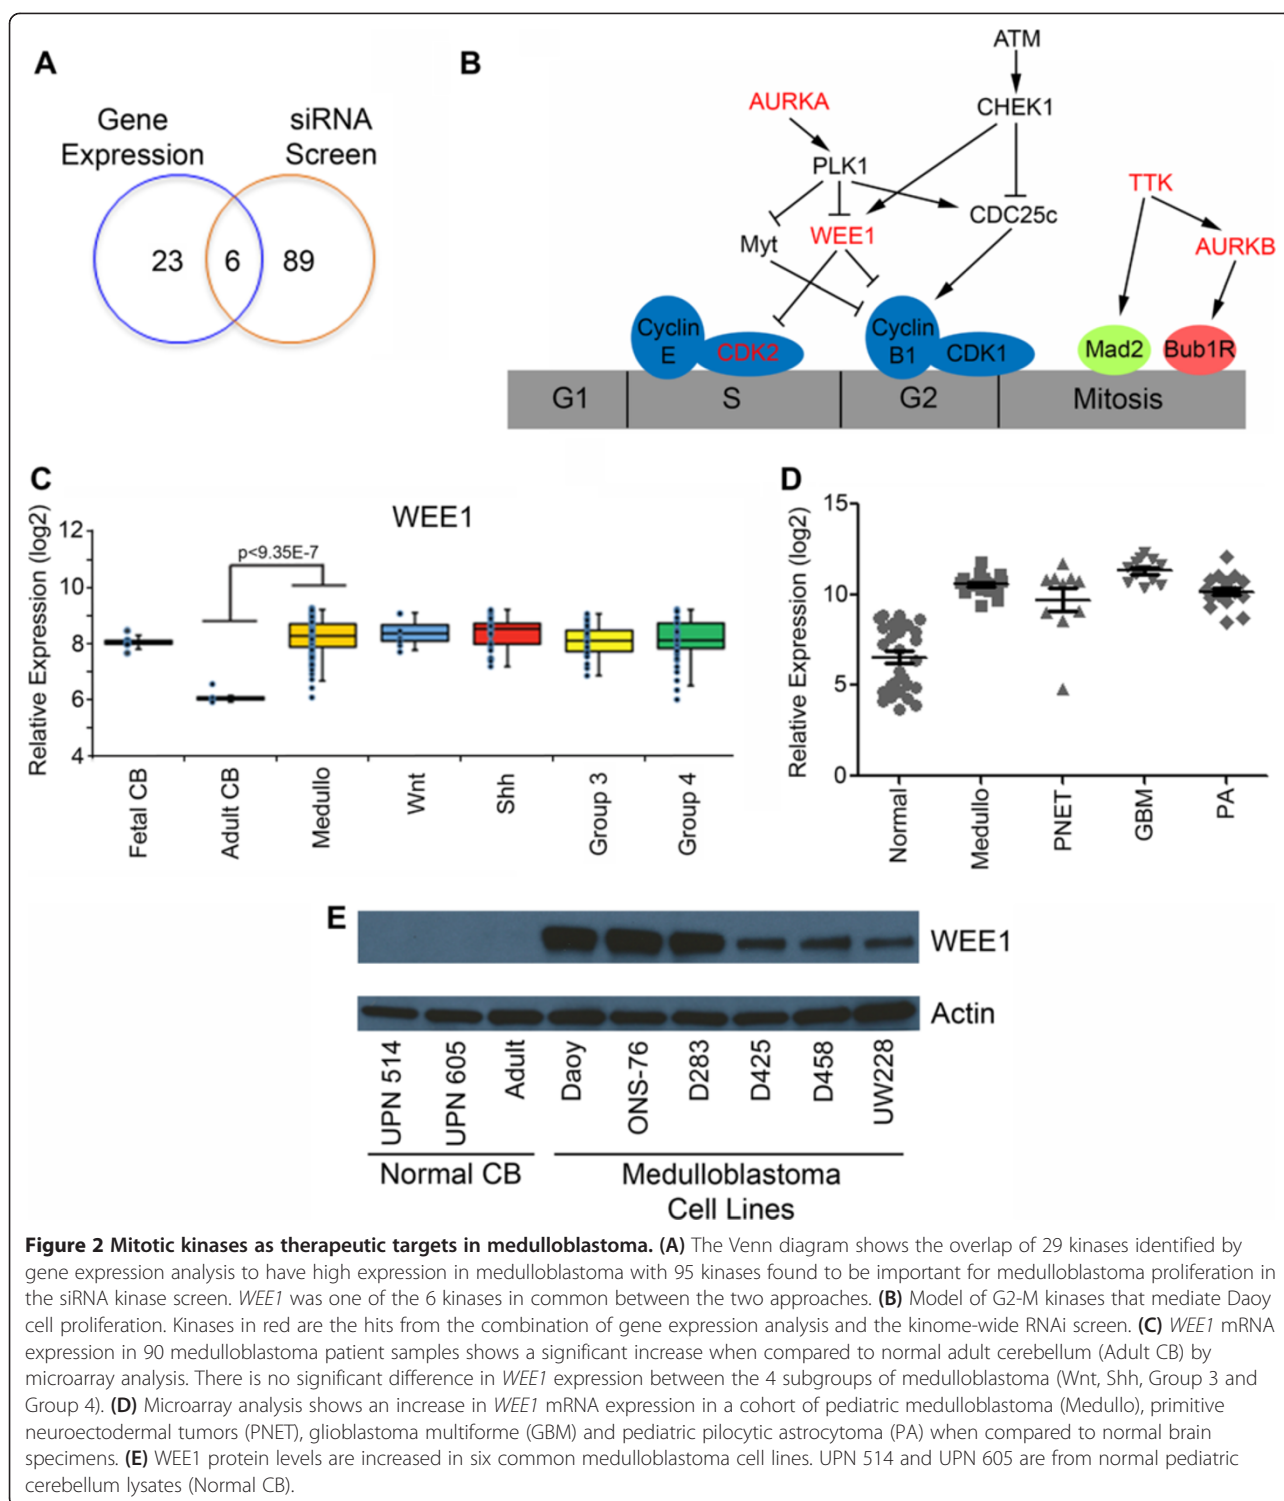 A
Gene
Expression
siRNA
Screen
23
6
89
B
ATM
AURKA
CHEK1
PLK1
TTK
CDC25c
Myt
WEE1
AURKB
Cyclin
E
CDK2
Cyclin
B1
CDK1
Mad2
Bub1R
G1
S
G2
Mitosis
C
WEE1
Relative Expression (log2)
12
10
8
6
4
p<9.35E-7
Fetal CB
Adult CB
Medullo
Wnt
Shh
Group 3
Group 4
D
Relative Expression (log2)
15
10
5
0
Normal
Medullo
PNET
GBM
PA
E
WEE1
Actin
UPN 514
UPN 605
Adult
Daoy
ONS-76
D283
D425
D458
UW228
Normal CB
Medulloblastoma
Cell Lines
Figure 2 Mitotic kinases as therapeutic targets in medulloblastoma. (A) The Venn diagram shows the overlap of 29 kinases identified by
gene expression analysis to have high expression in medulloblastoma with 95 kinases found to be important for medulloblastoma proliferation in
the siRNA kinase screen. WEE1 was one of the 6 kinases in common between the two approaches. (B) Model of G2-M kinases that mediate Daoy
cell proliferation. Kinases in red are the hits from the combination of gene expression analysis and the kinome-wide RNAi screen. (C) WEE1 mRNA
expression in 90 medulloblastoma patient samples shows a significant increase when compared to normal adult cerebellum (Adult CB) by
microarray analysis. There is no significant difference in WEE1 expression between the 4 subgroups of medulloblastoma (Wnt, Shh, Group 3 and
Group 4). (D) Microarray analysis shows an increase in WEE1 mRNA expression in a cohort of pediatric medulloblastoma (Medullo), primitive
neuroectodermal tumors (PNET), glioblastoma multiforme (GBM) and pediatric pilocytic astrocytoma (PA) when compared to normal brain
specimens. (E) WEE1 protein levels are increased in six common medulloblastoma cell lines. UPN 514 and UPN 605 are from normal pediatric
cerebellum lysates (Normal CB).